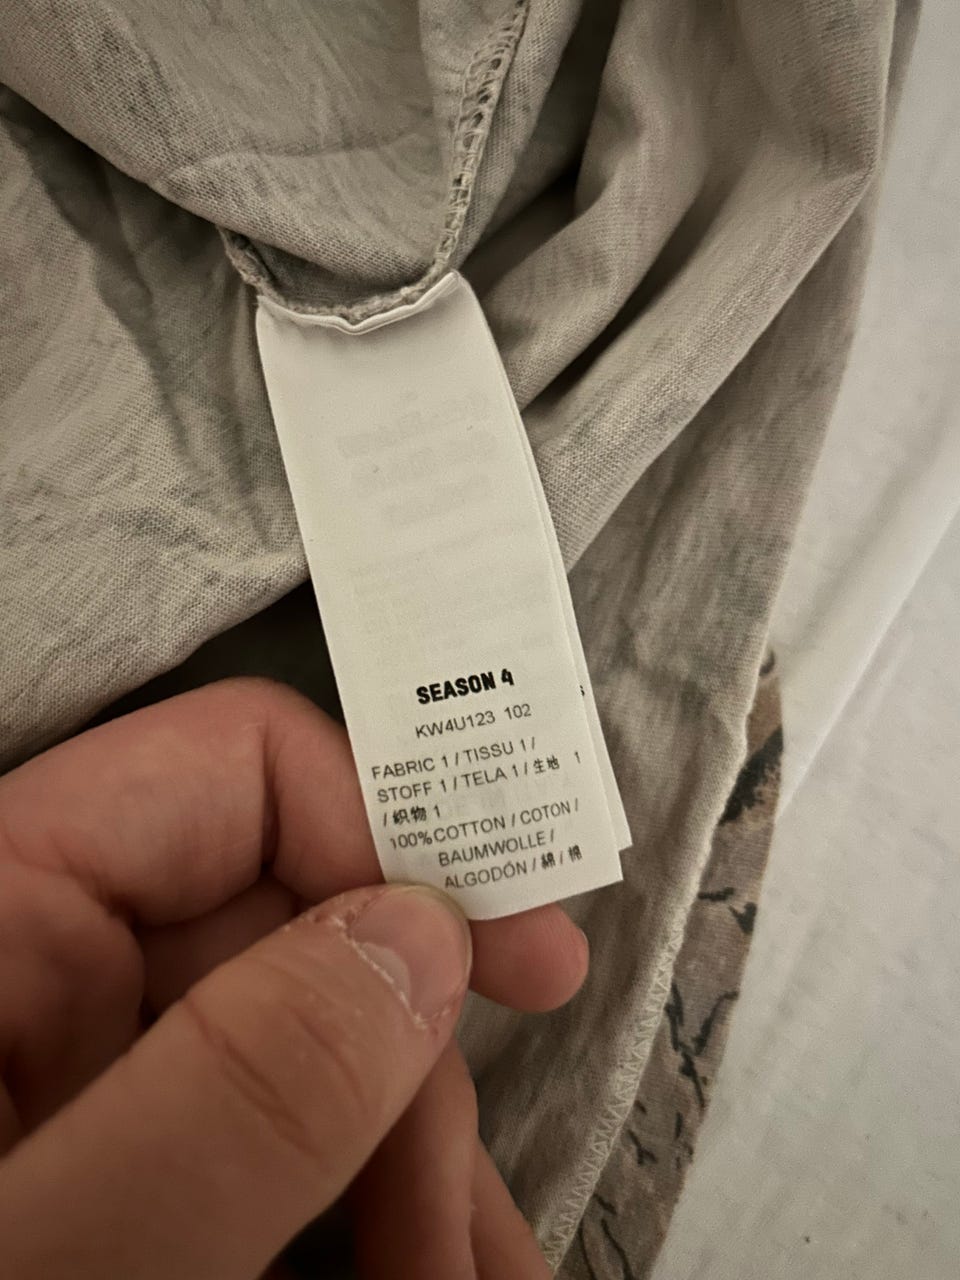 SEASON 4
KW4U123 102
FABRIC 1 / TISSU 1 /
STOFF 1 / TELA 1 / 生地 1
/ 织物 1
100% COTTON / COTON /
BAUMWOLLE /
ALGODÓN / 綿 / 棉